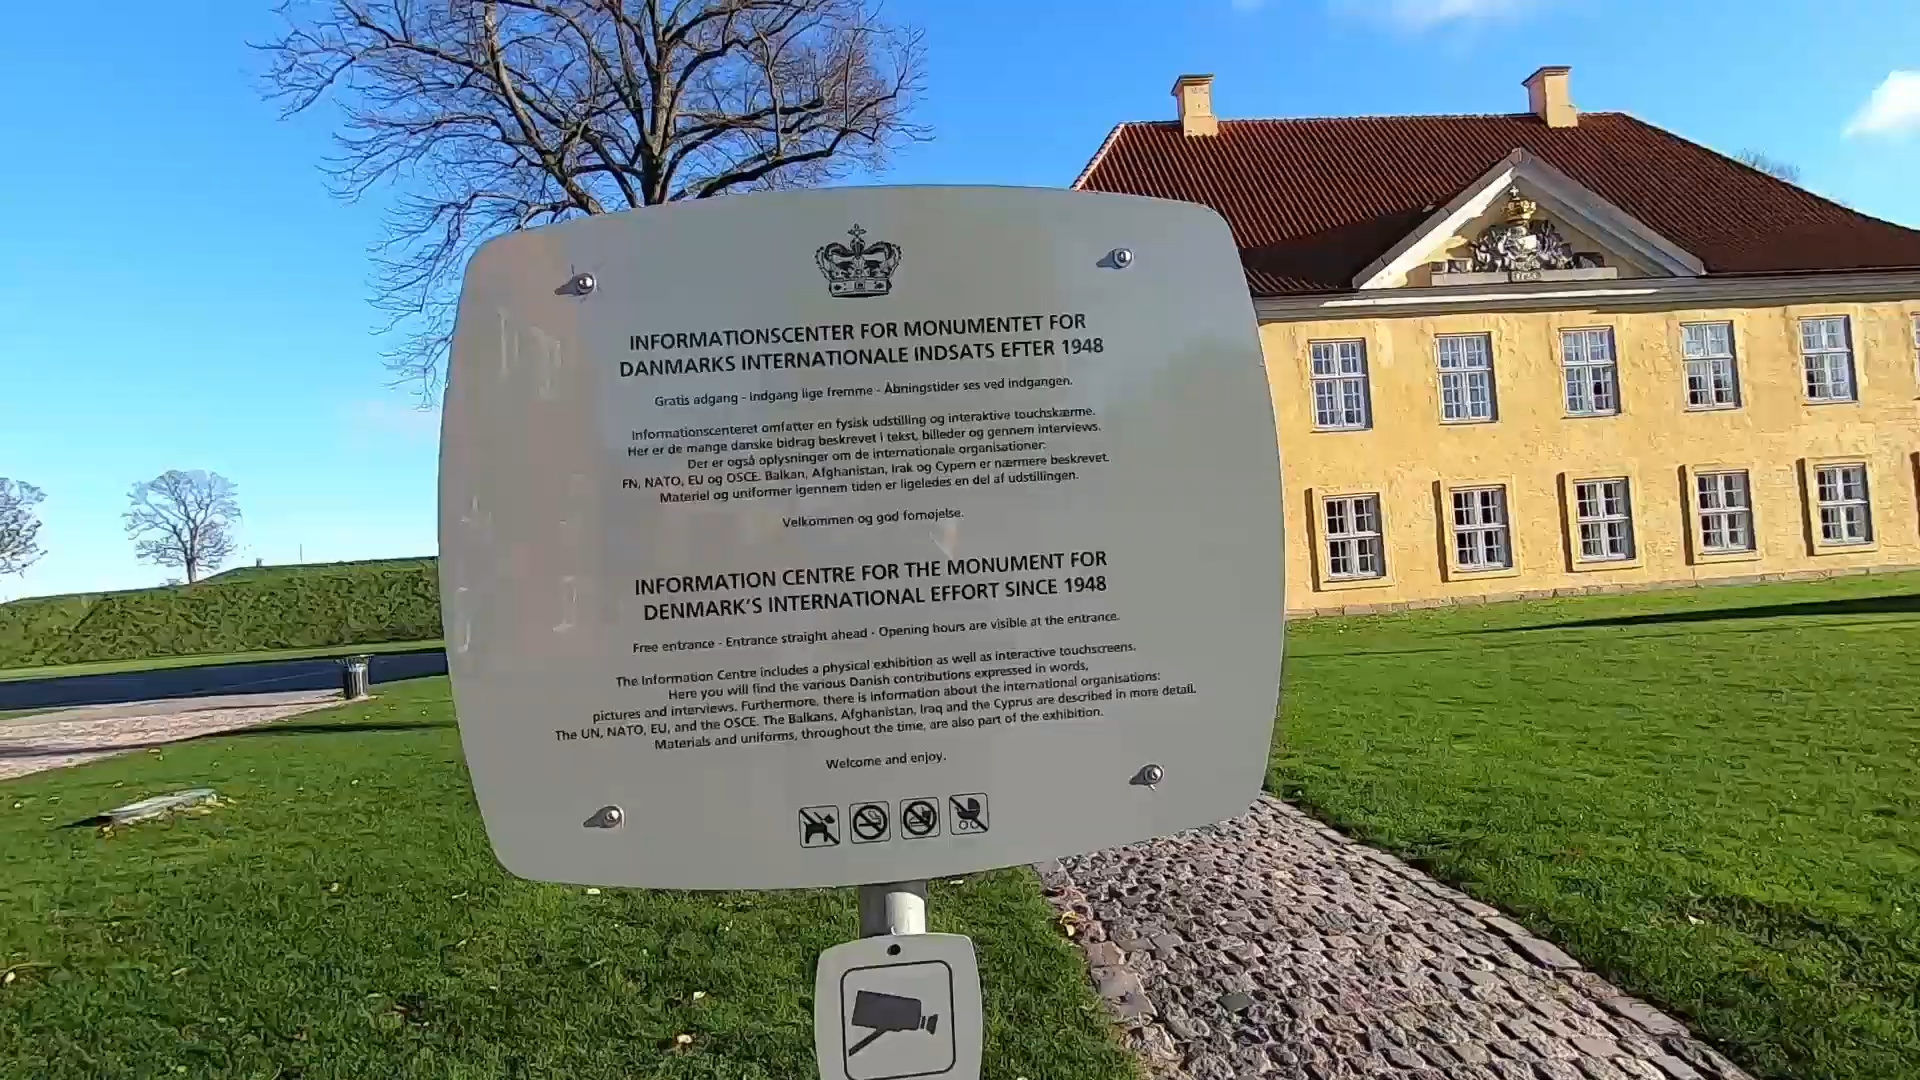 INFORMATIONSCENTER FOR MONUMENTET FOR
DANMARKS INTERNATIONALE INDSATS EFTER 1948
Gratis adgang - Indgang lige fremme - Åbningstider ses ved indgangen.
Informationscenteret omfatter en fysisk udstilling og interaktive touchskærme.
Her er de mange danske bidrag beskrevet i tekst, billeder og gennem interviews.
Der er også oplysninger om de internationale organisationer:
FN, NATO, EU og OSCE. Balkan, Afghanistan, Irak og Cypern er nærmere beskrevet.
Materiel og uniformer igennem tiden er ligeledes en del af udstillingen.
Velkommen og god fornøjelse.
INFORMATION CENTRE FOR THE MONUMENT FOR
DENMARK'S INTERNATIONAL EFFORT SINCE 1948
Free entrance - Entrance straight ahead - Opening hours are visible at the entrance.
The Information Centre includes a physical exhibition as well as interactive touchscreens.
Here you will find the various Danish contributions expressed in words,
pictures and interviews. Furthermore, there is information about the international organisations:
The UN, NATO, EU, and the OSCE. The Balkans, Afghanistan, Iraq and the Cyprus are described in more detail.
Materials and uniforms, throughout the time, are also part of the exhibition.
Welcome and enjoy.